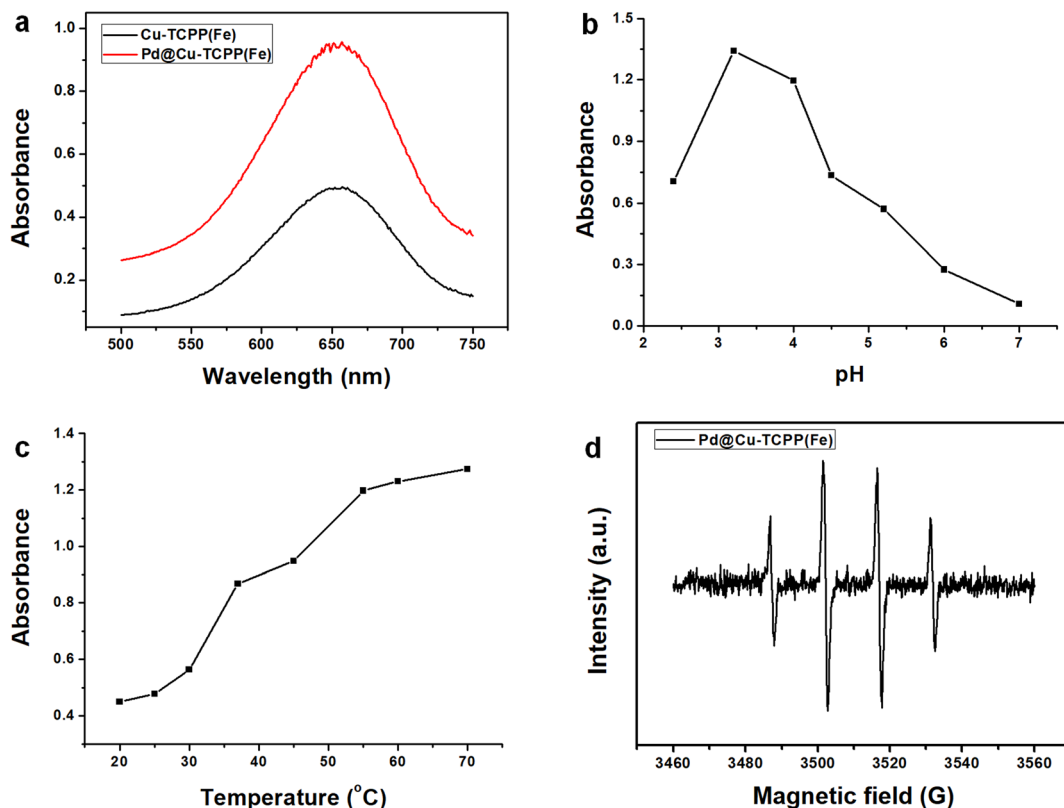 a
Cu-TCPP(Fe)
Pd@Cu-TCPP(Fe)
1.0
0.8
0.6
0.4
0.2
500 550 600 650 700 750
Absorbance
Wavelength (nm)
b
1.5
1.2
0.9
0.6
0.3
0.0
2 3 4 5 6 7
Absorbance
pH
c
1.4
1.2
1.0
0.8
0.6
0.4
20 30 40 50 60 70
Absorbance
Temperature (°C)
d
Pd@Cu-TCPP(Fe)
3460 3480 3500 3520 3540 3560
Intensity (a.u.)
Magnetic field (G)